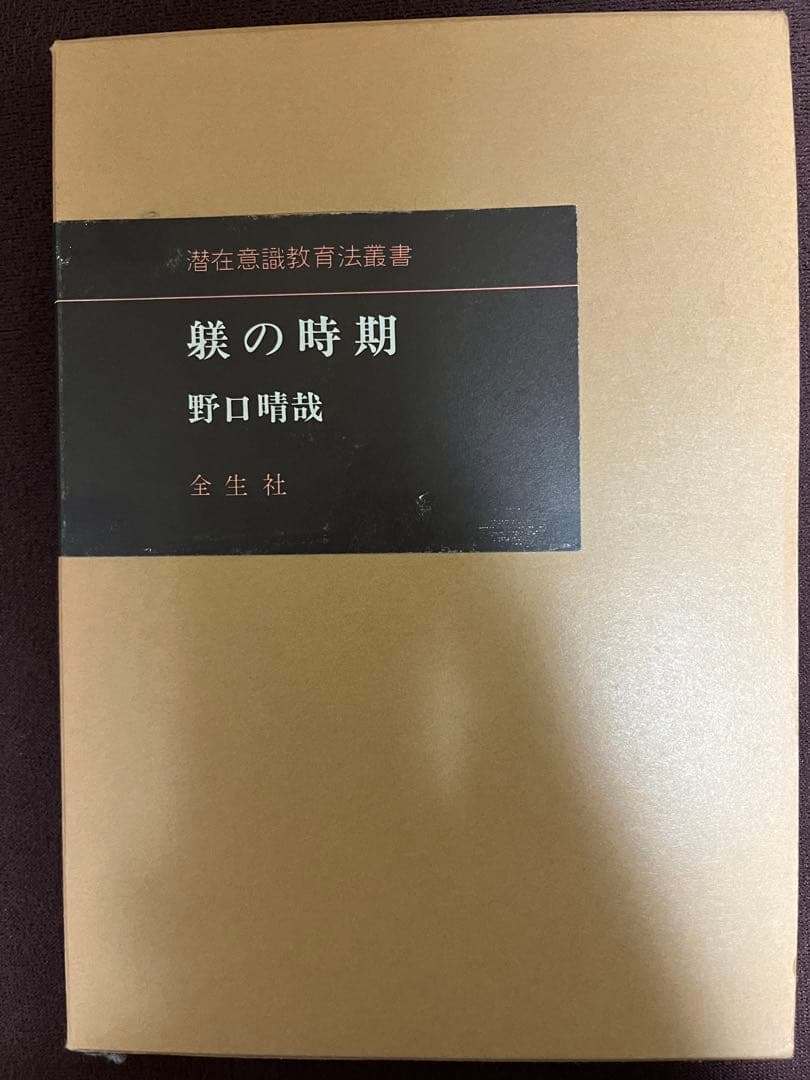 潜在意識教育法叢書
躾の時期
野口晴哉
全生社